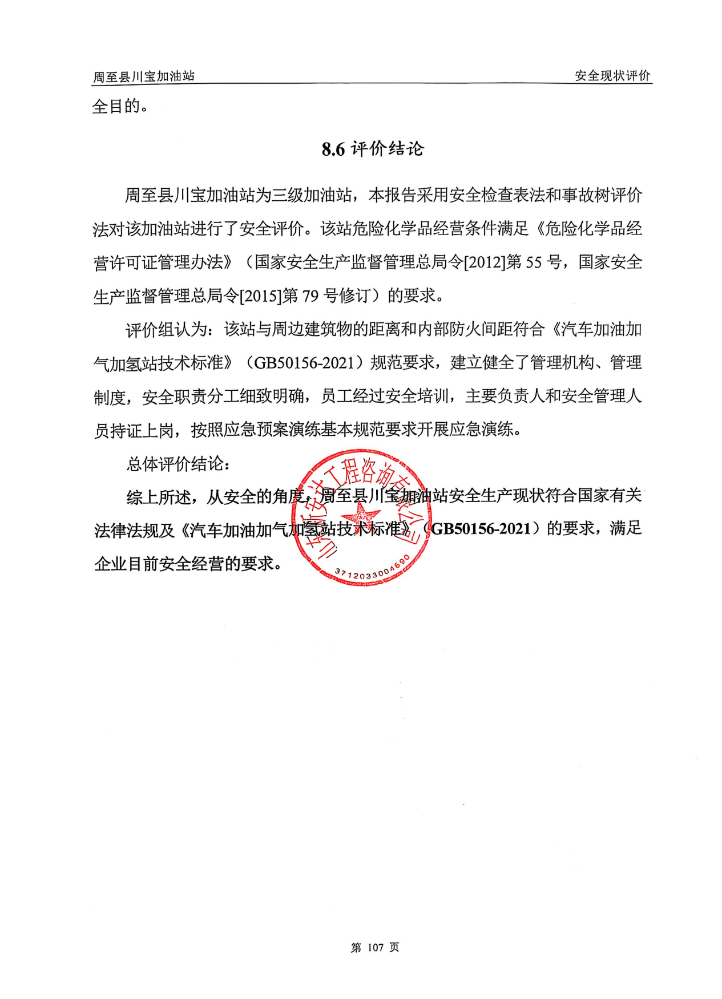 周至县川宝加油站 安全现状评价
全目的。
8.6 评价结论
周至县川宝加油站为三级加油站，本报告采用安全检查表法和事故树评价
法对该加油站进行了安全评价。该站危险化学品经营条件满足《危险化学品经
营许可证管理办法》（国家安全生产监督管理总局令[2012]第 55 号，国家安全
生产监督管理总局令[2015]第 79 号修订）的要求。
评价组认为：该站与周边建筑物的距离和内部防火间距符合《汽车加油加
气加氢站技术标准》（GB50156-2021）规范要求，建立健全了管理机构、管理
制度，安全职责分工细致明确，员工经过安全培训，主要负责人和安全管理人
员持证上岗，按照应急预案演练基本规范要求开展应急演练。
总体评价结论：
综上所述，从安全的角度，周至县川宝加油站安全生产现状符合国家有关
法律法规及《汽车加油加气加氢站技术标准》（GB50156-2021）的要求，满足
企业目前安全经营的要求。
山东新安达工程咨询有限公司
3712033004690
第 107 页